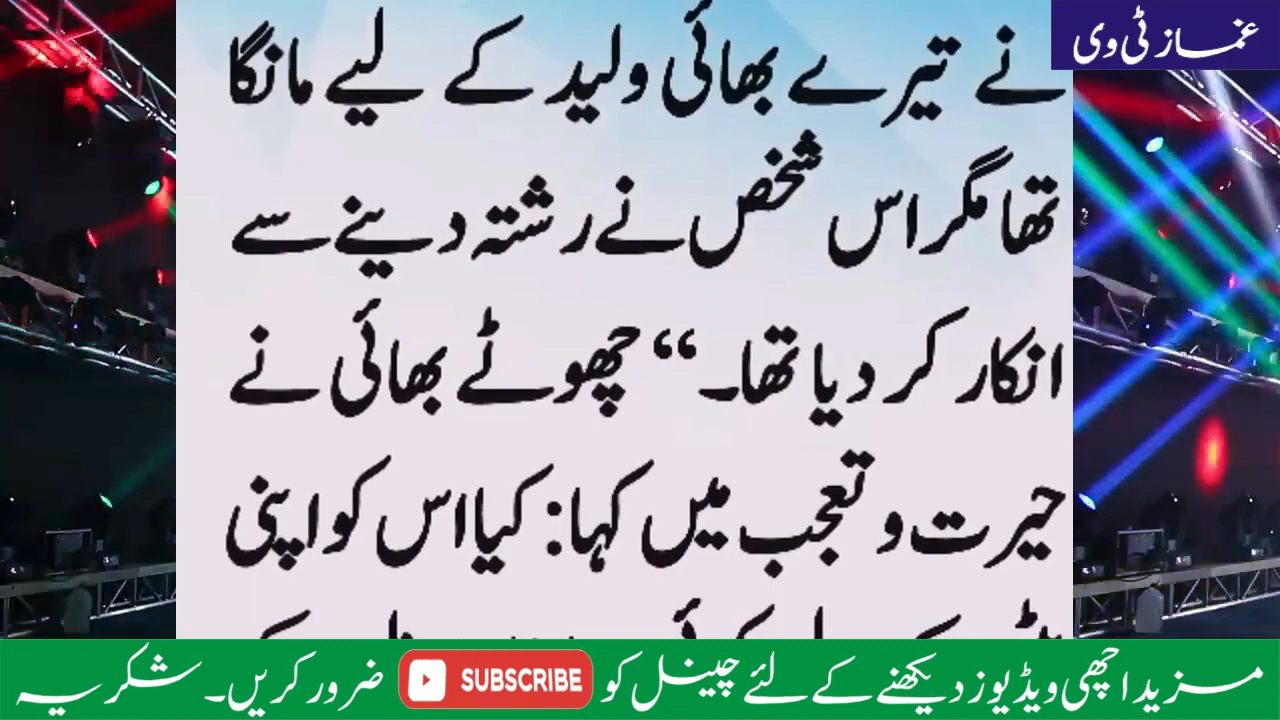 غماز ٹی وی
نے تیرے بھائی ولید کے لیے مانگا
تھا مگر اس شخص نے رشتہ دینے سے
انکار کر دیا تھا۔“ چھوٹے بھائی نے
حیرت و تعجب میں کہا: کیا اس کو اپنی
مزید اچھی ویڈیوز دیکھنے کے لئے چینل کو SUBSCRIBE ضرور کریں۔ شکریہ